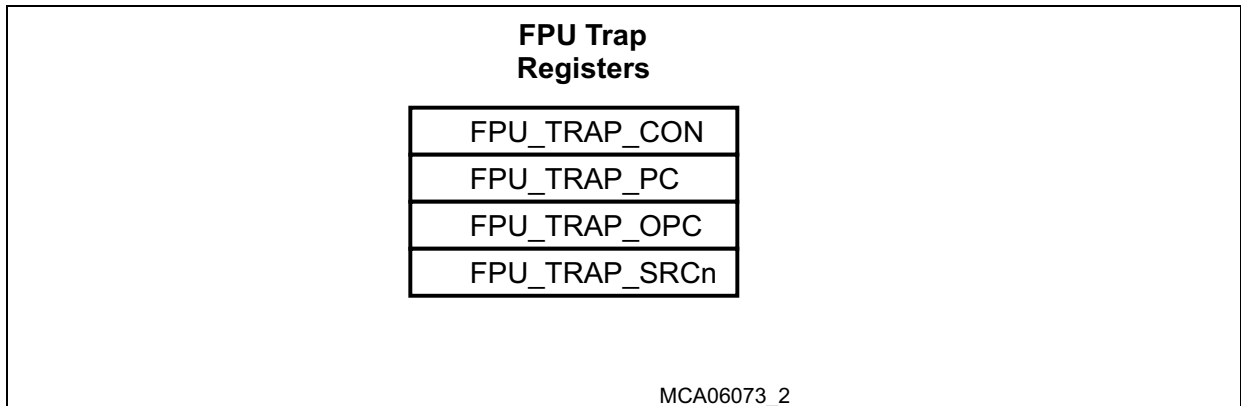 FPU Trap
Registers
FPU_TRAP_CON
FPU_TRAP_PC
FPU_TRAP_OPC
FPU_TRAP_SRCn
MCA06073_2